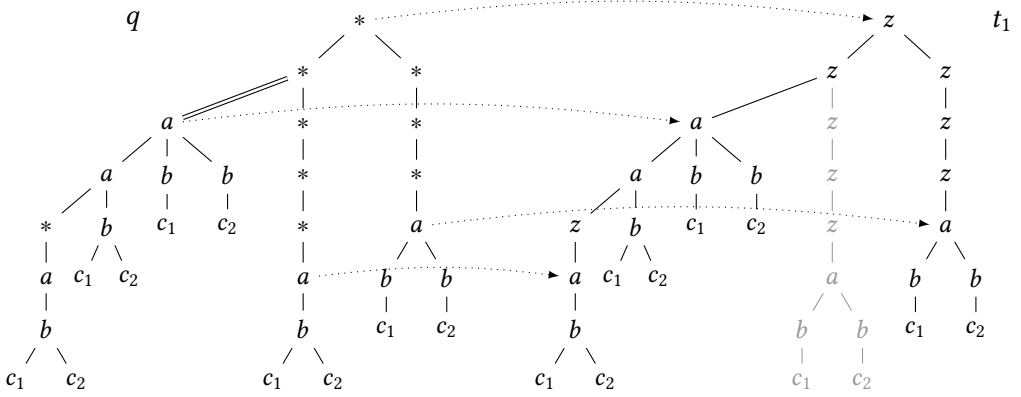 q * z t₁
* * z z
a * * a z z
a b b * * a b b z z
* b c₁ c₂ * a z b c₁ c₂ z a
a c₁ c₂ a b b a c₁ c₂ a b b
b b c₁ c₂ b b b c₁ c₂
c₁ c₂ c₁ c₂ c₁ c₂ c₁ c₂